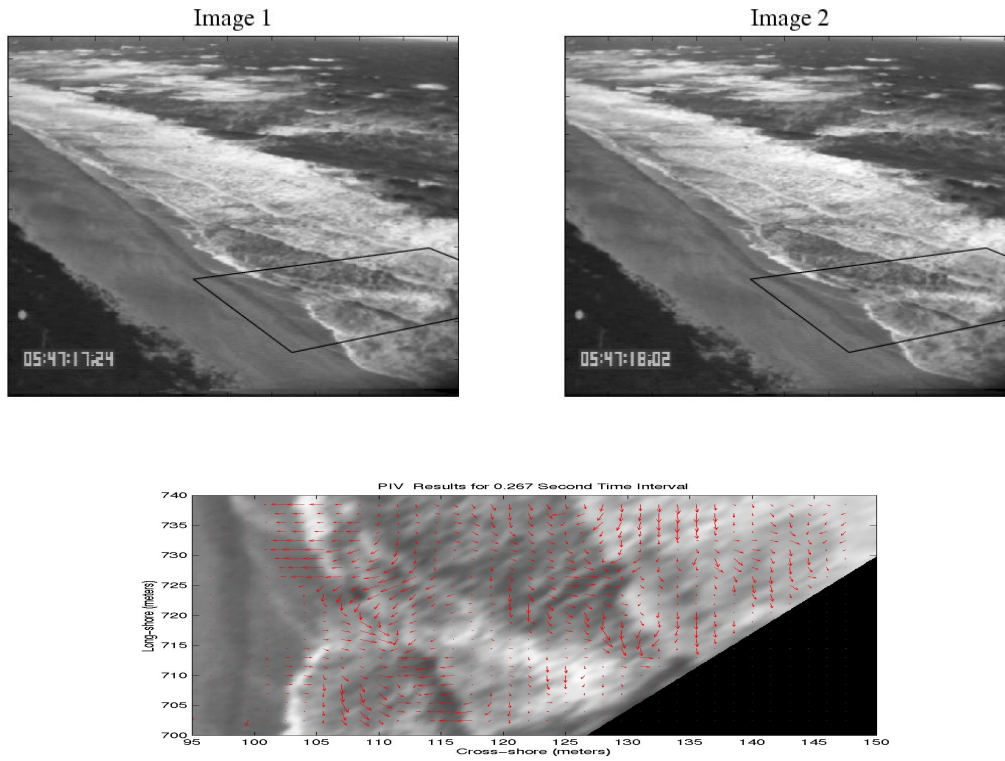 Image 1
Image 2
05:47:17;24
05:47:18;02
PIV Results for 0.267 Second Time Interval
Long-shore (meters)
740
735
730
725
720
715
710
705
700
95 100 105 110 115 120 125 130 135 140 145 150
Cross-shore (meters)